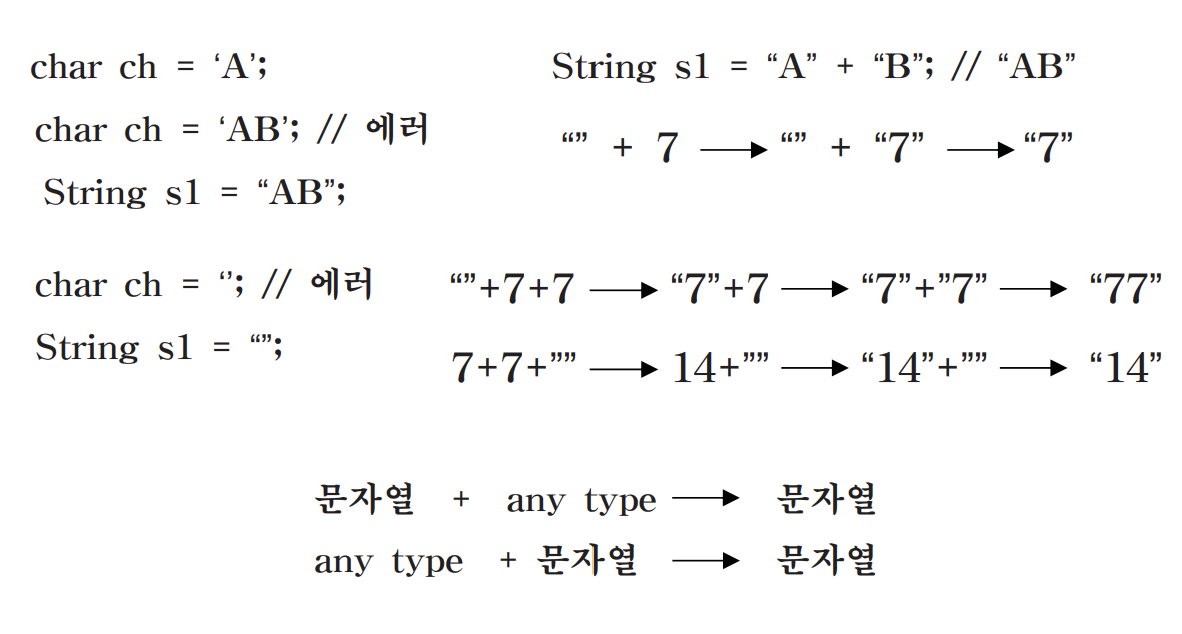 char ch = ‘A’;
char ch = ‘AB’; // 에러
String s1 = “AB”;
char ch = ‘’; // 에러
String s1 = “”;
String s1 = “A” + “B”; // “AB”
“” + 7 → “” + “7” → “7”
“”+7+7 → “7”+7 → “7”+”7” → “77”
7+7+”” → 14+”” → “14”+”” → “14”
문자열 + any type → 문자열
any type + 문자열 → 문자열